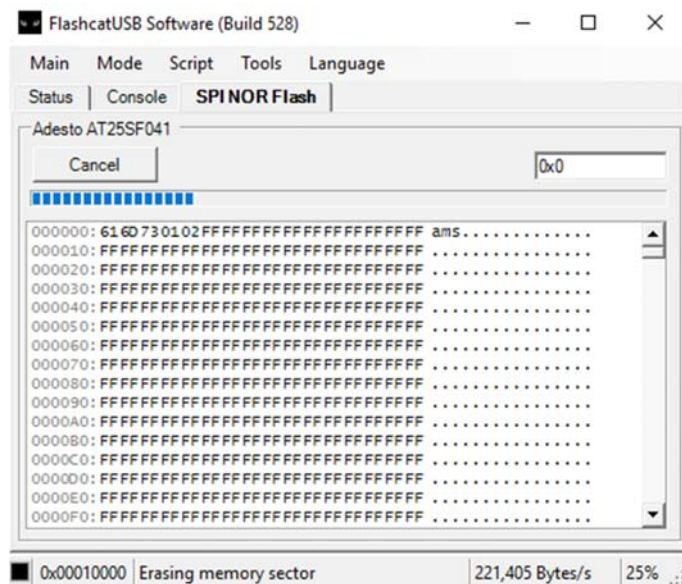 FlashcatUSB Software (Build 528)
Main Mode Script Tools Language
Status Console SPI NOR Flash
Adesto AT25SF041
Cancel 0x0
000000: 616D730102FFFFFFFFFFFFFFFFFFFFFF ams.............
000010: FFFFFFFFFFFFFFFFFFFFFFFFFFFFFFFF ................
000020: FFFFFFFFFFFFFFFFFFFFFFFFFFFFFFFF ................
000030: FFFFFFFFFFFFFFFFFFFFFFFFFFFFFFFF ................
000040: FFFFFFFFFFFFFFFFFFFFFFFFFFFFFFFF ................
000050: FFFFFFFFFFFFFFFFFFFFFFFFFFFFFFFF ................
000060: FFFFFFFFFFFFFFFFFFFFFFFFFFFFFFFF ................
000070: FFFFFFFFFFFFFFFFFFFFFFFFFFFFFFFF ................
000080: FFFFFFFFFFFFFFFFFFFFFFFFFFFFFFFF ................
000090: FFFFFFFFFFFFFFFFFFFFFFFFFFFFFFFF ................
0000A0: FFFFFFFFFFFFFFFFFFFFFFFFFFFFFFFF ................
0000B0: FFFFFFFFFFFFFFFFFFFFFFFFFFFFFFFF ................
0000C0: FFFFFFFFFFFFFFFFFFFFFFFFFFFFFFFF ................
0000D0: FFFFFFFFFFFFFFFFFFFFFFFFFFFFFFFF ................
0000E0: FFFFFFFFFFFFFFFFFFFFFFFFFFFFFFFF ................
0000F0: FFFFFFFFFFFFFFFFFFFFFFFFFFFFFFFF ................
0x00010000 Erasing memory sector 221,405 Bytes/s 25%